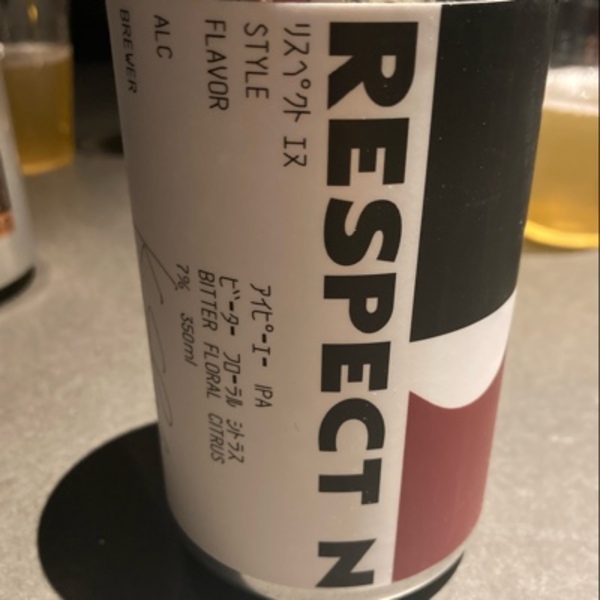 RESPECT N
リスペクト エヌ
STYLE アイピーエー IPA
FLAVOR ビーター フローラル シトラス
BITTER FLORAL CITRUS
ALC 7% 350ml
BREWER